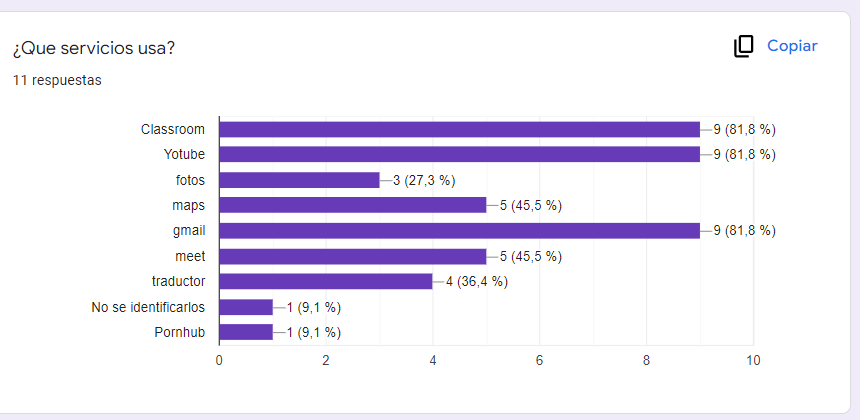 ¿Que servicios usa?
Copiar
11 respuestas
Classroom 9 (81,8 %)
Yotube 9 (81,8 %)
fotos 3 (27,3 %)
maps 5 (45,5 %)
gmail 9 (81,8 %)
meet 5 (45,5 %)
traductor 4 (36,4 %)
No se identificarlos 1 (9,1 %)
Pornhub 1 (9,1 %)
0 2 4 6 8 10